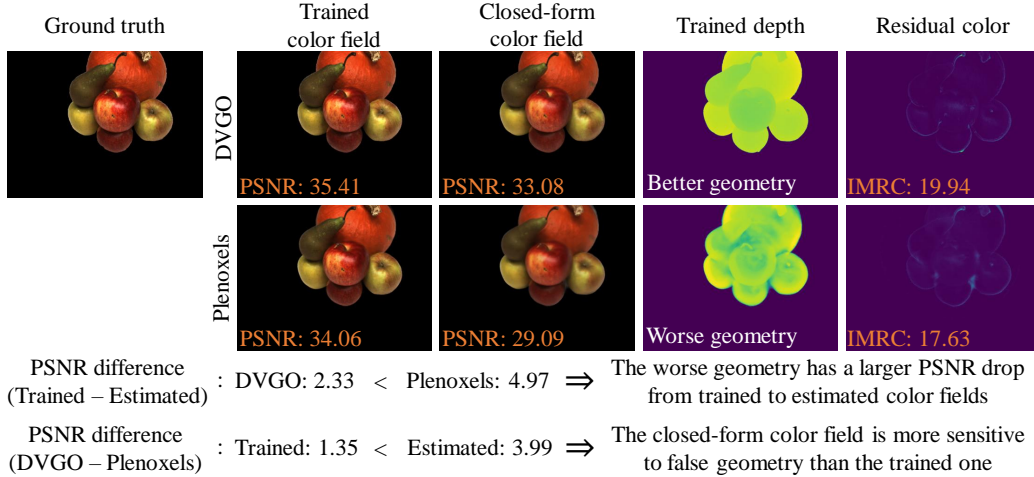 Ground truth
Trained
color field
Closed-form
color field
Trained depth
Residual color
DVGO
PSNR: 35.41
PSNR: 33.08
Better geometry
IMRC: 19.94
Plenoxels
PSNR: 34.06
PSNR: 29.09
Worse geometry
IMRC: 17.63
PSNR difference
(Trained – Estimated)
: DVGO: 2.33 < Plenoxels: 4.97 ⇒
The worse geometry has a larger PSNR drop
from trained to estimated color fields
PSNR difference
(DVGO – Plenoxels)
: Trained: 1.35 < Estimated: 3.99 ⇒
The closed-form color field is more sensitive
to false geometry than the trained one